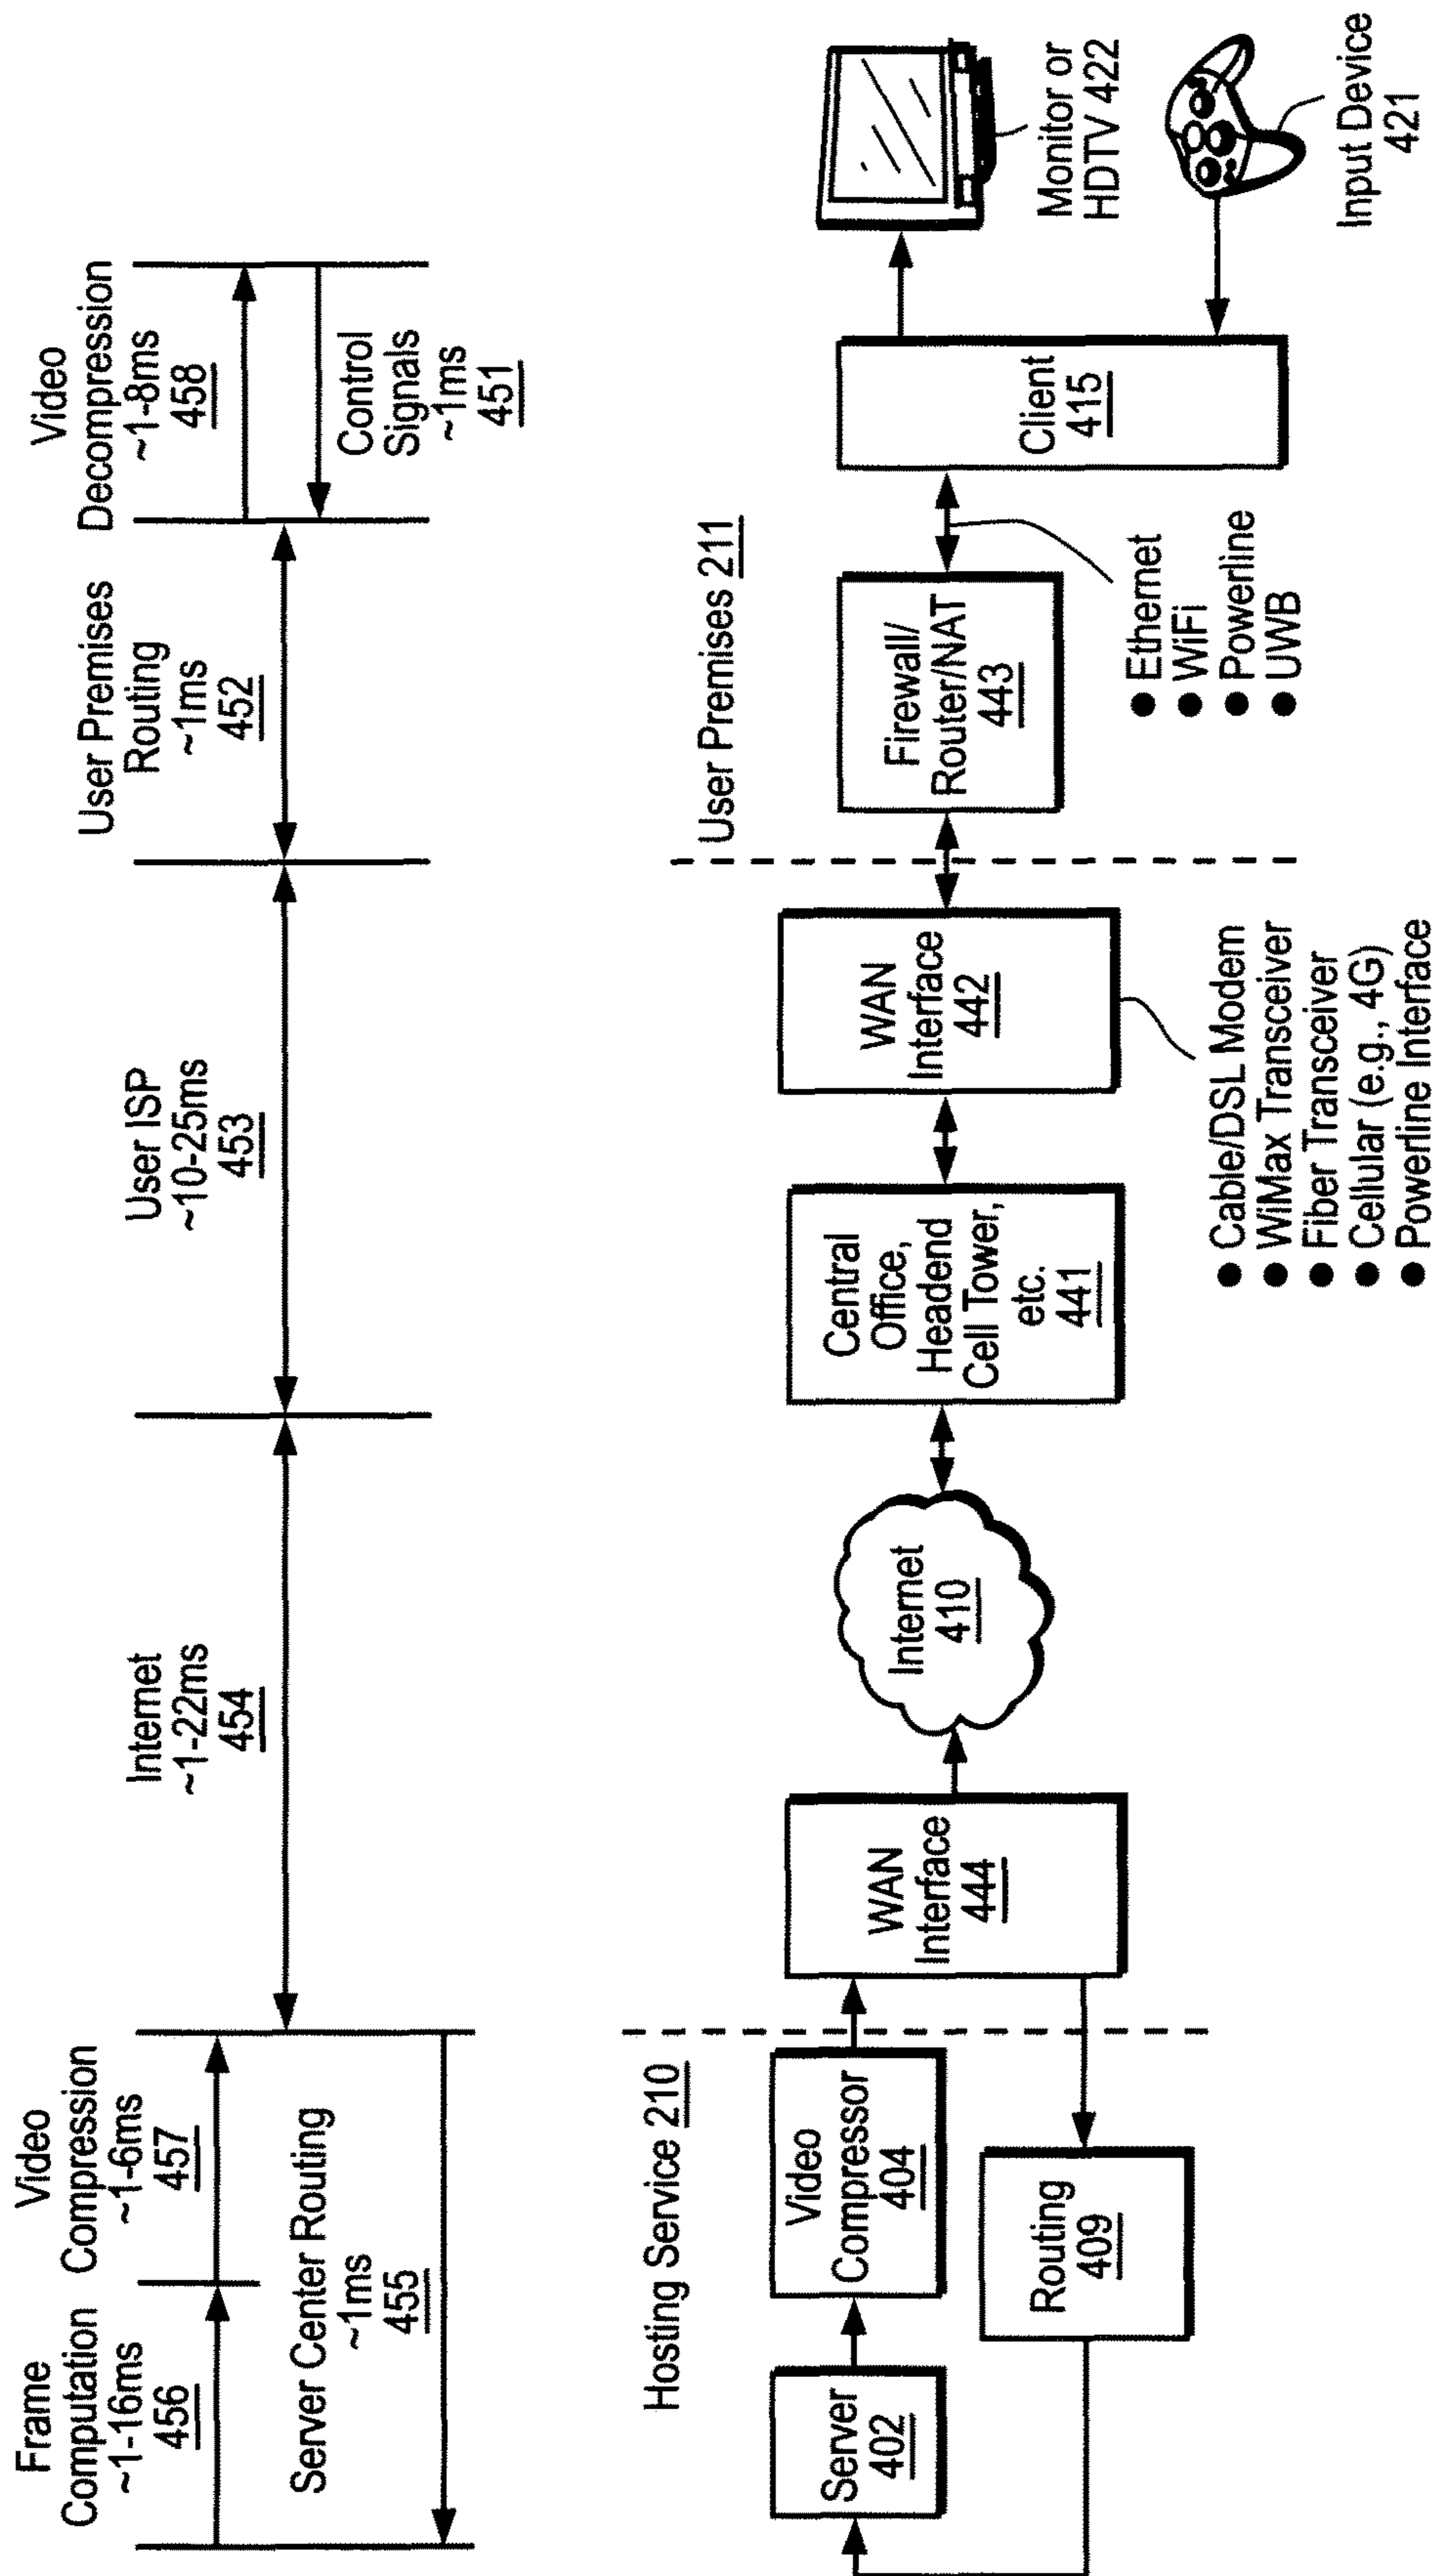 Frame
Computation
~1-16ms
456
Video
Compression
~1-6ms
457
Server Center Routing
~1ms
455
Internet
~1-22ms
454
User ISP
~10-25ms
453
User Premises
Routing
~1ms
452
Video
Decompression
~1-8ms
458
Control
Signals
~1ms
451
Hosting Service 210
Server
402
Video
Compressor
404
Routing
409
WAN
Interface
444
Internet
410
Central
Office,
Headend
Cell Tower,
etc.
441
WAN
Interface
442
● Cable/DSL Modem
● WiMax Transceiver
● Fiber Transceiver
● Cellular (e.g., 4G)
● Powerline Interface
User Premises 211
Firewall/
Router/NAT
443
● Ethernet
● WiFi
● Powerline
● UWB
Client
415
Monitor or
HDTV 422
Input Device
421